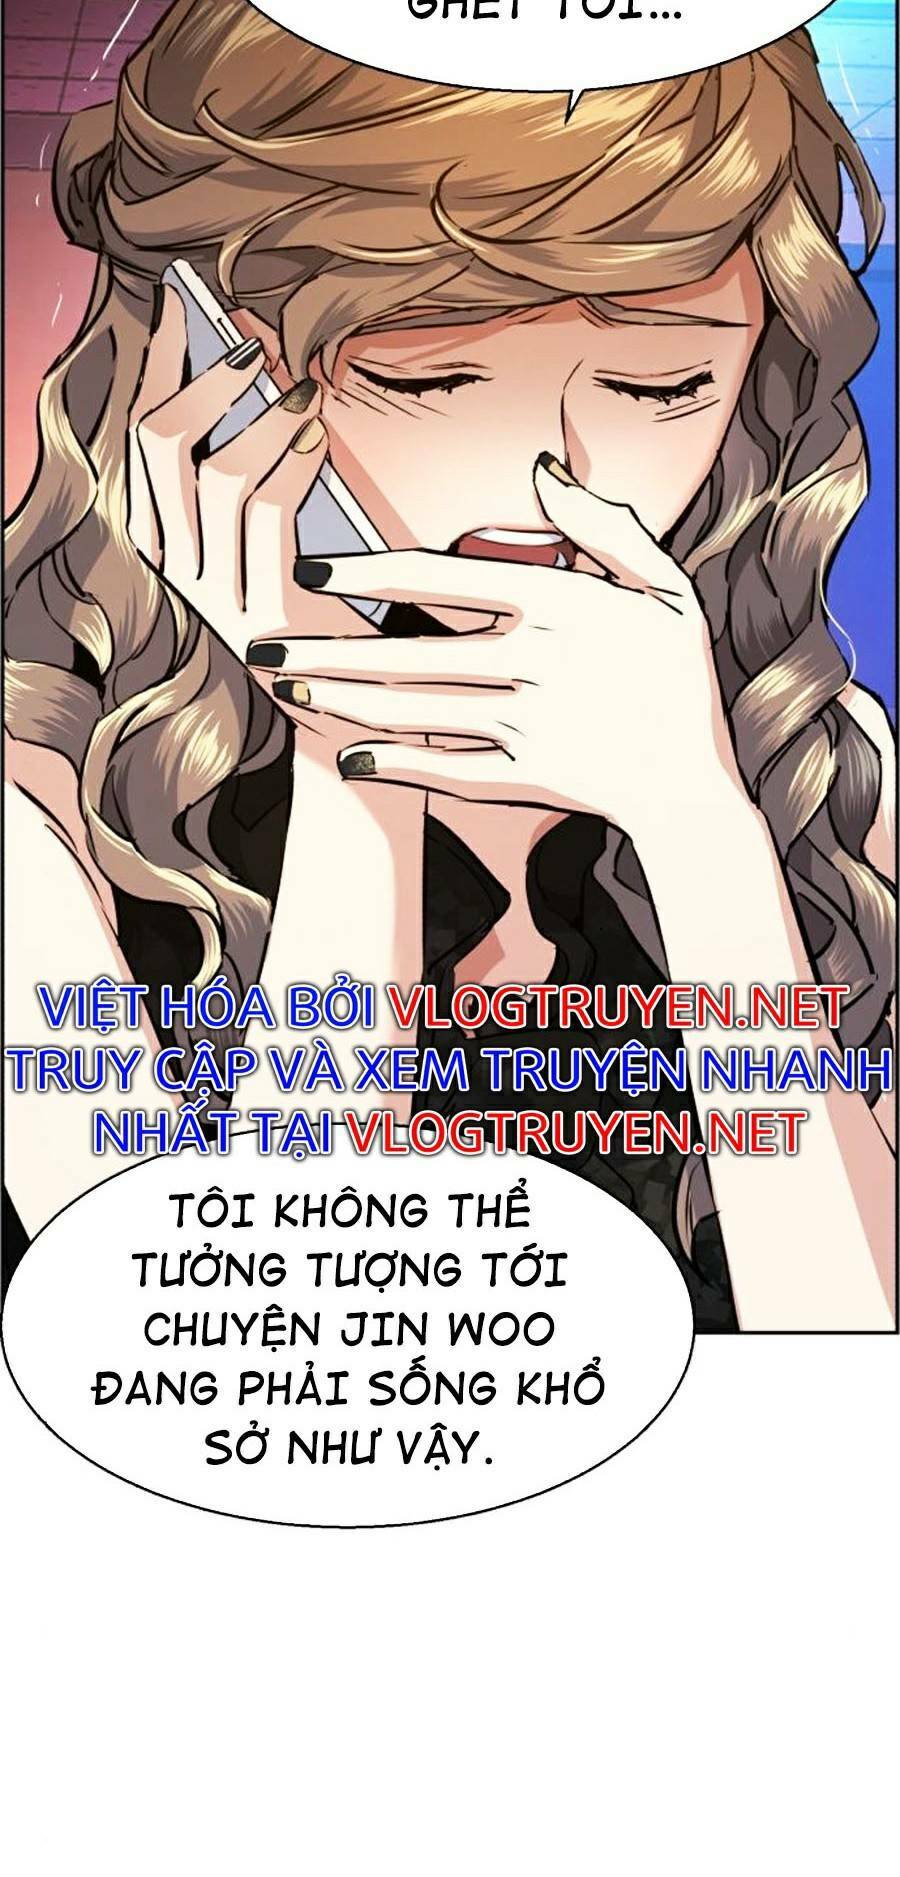 GHÉT TÔI...
VIỆT HÓA BỞI VLOGTRUYEN.NET
TRUY CẬP VÀ XEM TRUYỆN NHANH
NHẤT TẠI VLOGTRUYEN.NET
TÔI KHÔNG THỂ
TƯỞNG TƯỢNG TỚI
CHUYỆN JIN WOO
ĐANG PHẢI SỐNG KHỔ
SỞ NHƯ VẬY.